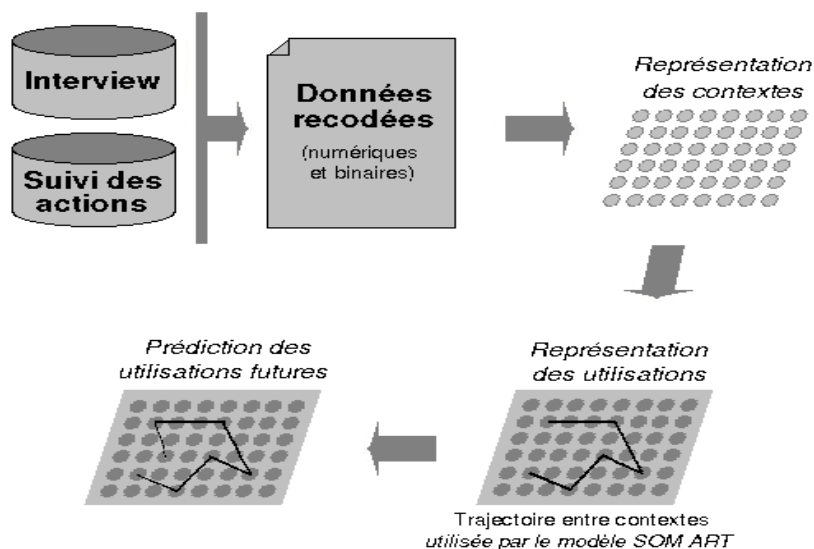 Interview
Suivi des
actions
Données
recodées
(numériques
et binaires)
Représentation
des contextes
Prédiction des
utilisations futures
Représentation
des utilisations
Trajectoire entre contextes
utilisée par le modèle SOM ART